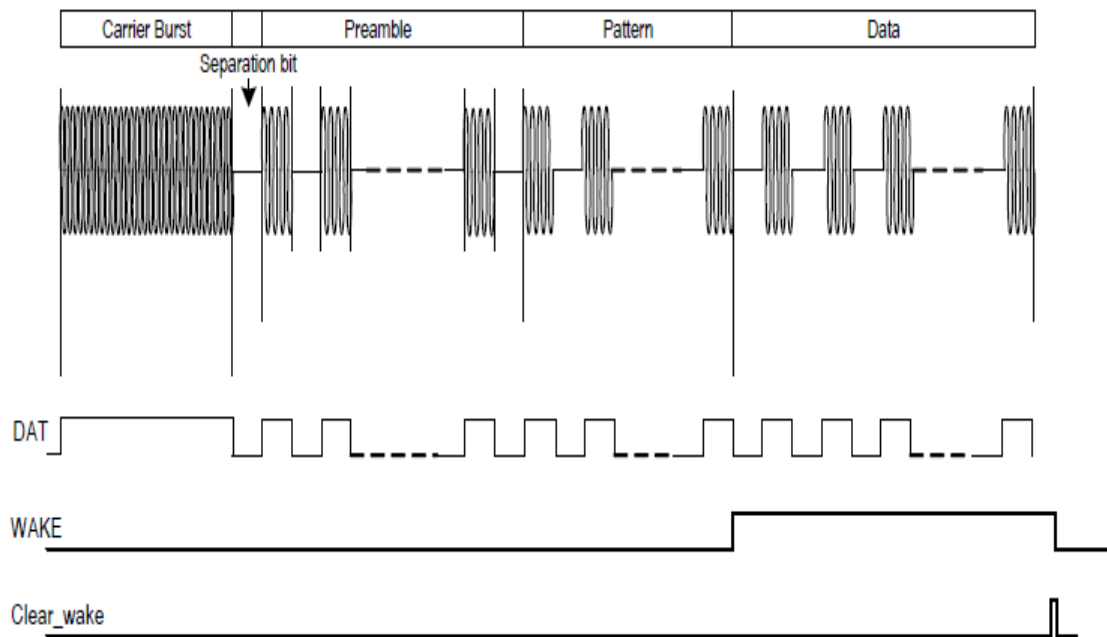 Carrier Burst Preamble Pattern Data
Separation bit
DAT
WAKE
Clear_wake